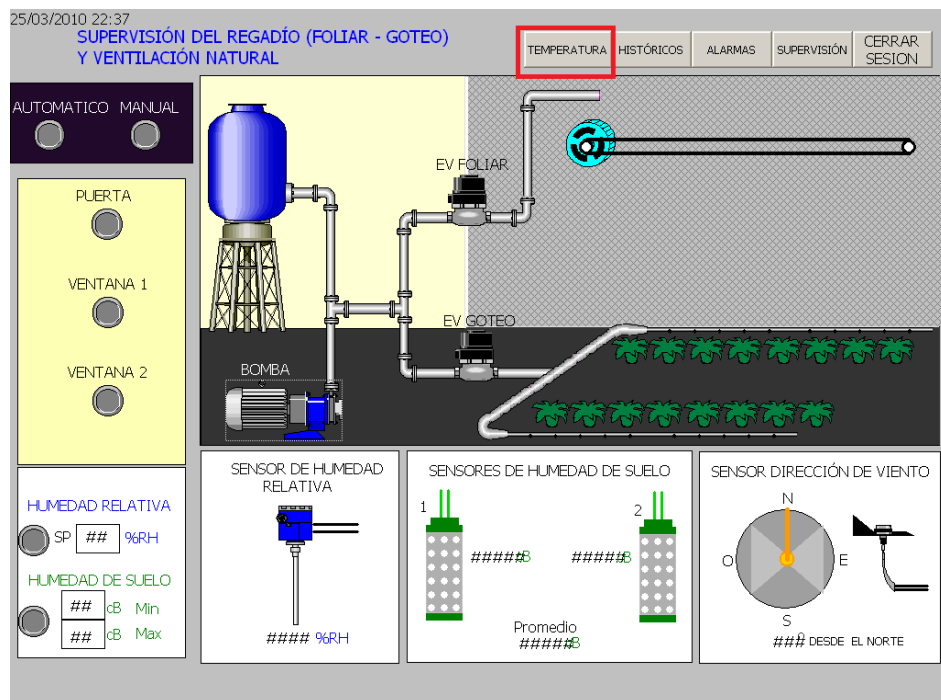 25/03/2010 22:37
SUPERVISIÓN DEL REGADÍO (FOLIAR - GOTEO)
Y VENTILACIÓN NATURAL
TEMPERATURA
HISTÓRICOS
ALARMAS
SUPERVISIÓN
CERRAR
SESION
AUTOMATICO MANUAL
PUERTA
VENTANA 1
VENTANA 2
EV FOLIAR
EV GOTEO
BOMBA
HUMEDAD RELATIVA
SP ## %RH
HUMEDAD DE SUELO
## cB Min
## cB Max
SENSOR DE HUMEDAD
RELATIVA
#### %RH
SENSORES DE HUMEDAD DE SUELO
1
2
#####cB
#####cB
Promedio
#####cB
SENSOR DIRECCIÓN DE VIENTO
N
O
E
S
###º DESDE EL NORTE